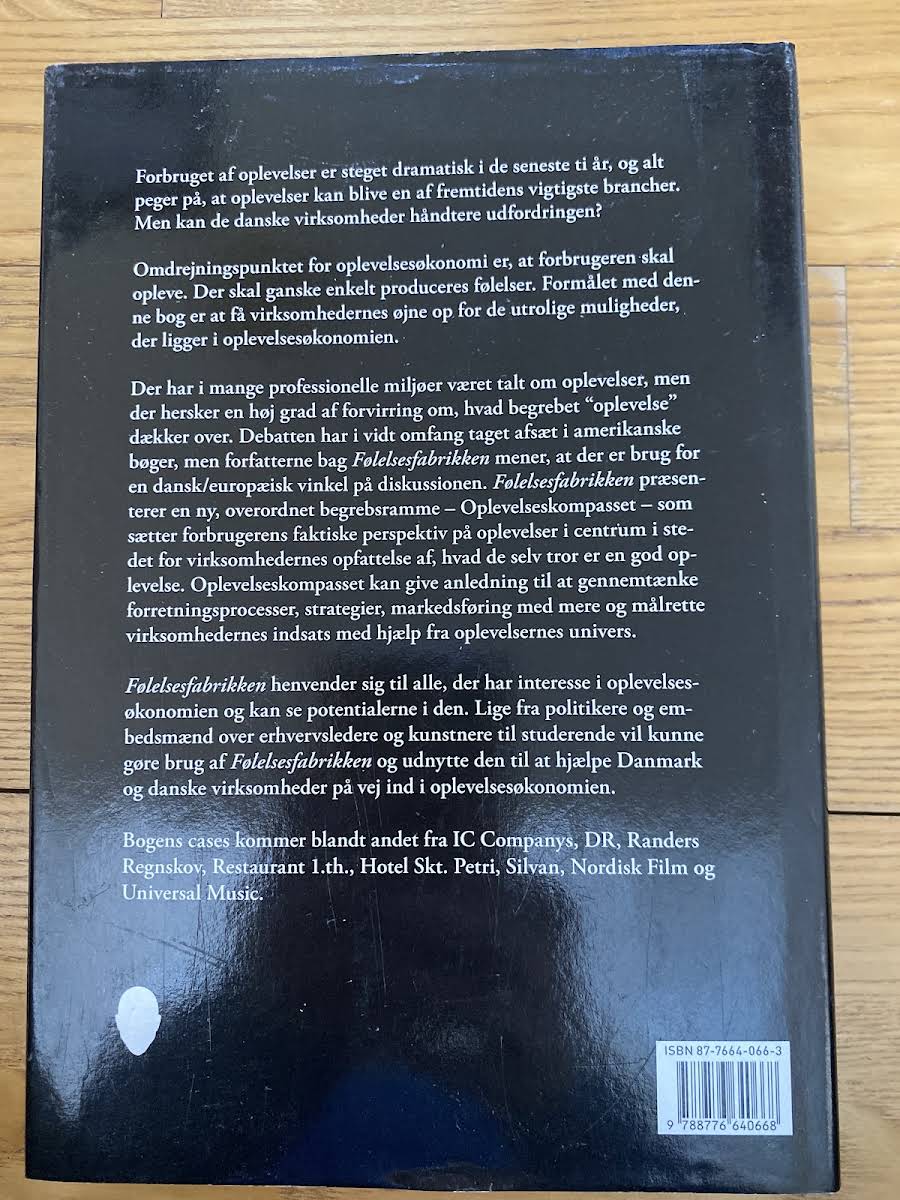 Forbruget af oplevelser er steget dramatisk i de seneste ti år, og alt
peger på, at oplevelser kan blive en af fremtidens vigtigste brancher.
Men kan de danske virksomheder håndtere udfordringen?
Omdrejningspunktet for oplevelsesøkonomi er, at forbrugeren skal
opleve. Der skal ganske enkelt produceres følelser. Formålet med den-
ne bog er at få virksomhedernes øjne op for de utrolige muligheder,
der ligger i oplevelsesøkonomien.
Der har i mange professionelle miljøer været talt om oplevelser, men
der hersker en høj grad af forvirring om, hvad begrebet “oplevelse”
dækker over. Debatten har i vidt omfang taget afsæt i amerikanske
bøger, men forfatterne bag Følelsesfabrikken mener, at der er brug for
en dansk/europæisk vinkel på diskussionen. Følelsesfabrikken præsen-
terer en ny, overordnet begrebsramme – Oplevelseskompasset – som
sætter forbrugerens faktiske perspektiv på oplevelser i centrum i ste-
det for virksomhedernes opfattelse af, hvad de selv tror er en god op-
levelse. Oplevelseskompasset kan give anledning til at gennemtænke
forretningsprocesser, strategier, markedsføring med mere og målrette
virksomhedernes indsats med hjælp fra oplevelsernes univers.
Følelsesfabrikken henvender sig til alle, der har interesse i oplevelses-
økonomien og kan se potentialerne i den. Lige fra politikere og em-
bedsmænd over erhvervsledere og kunstnere til studerende vil kunne
gøre brug af Følelsesfabrikken og udnytte den til at hjælpe Danmark
og danske virksomheder på vej ind i oplevelsesøkonomien.
Bogens cases kommer blandt andet fra IC Companys, DR, Randers
Regnskov, Restaurant 1.th., Hotel Skt. Petri, Silvan, Nordisk Film og
Universal Music.
ISBN 87-7664-066-3
9 788776 640668